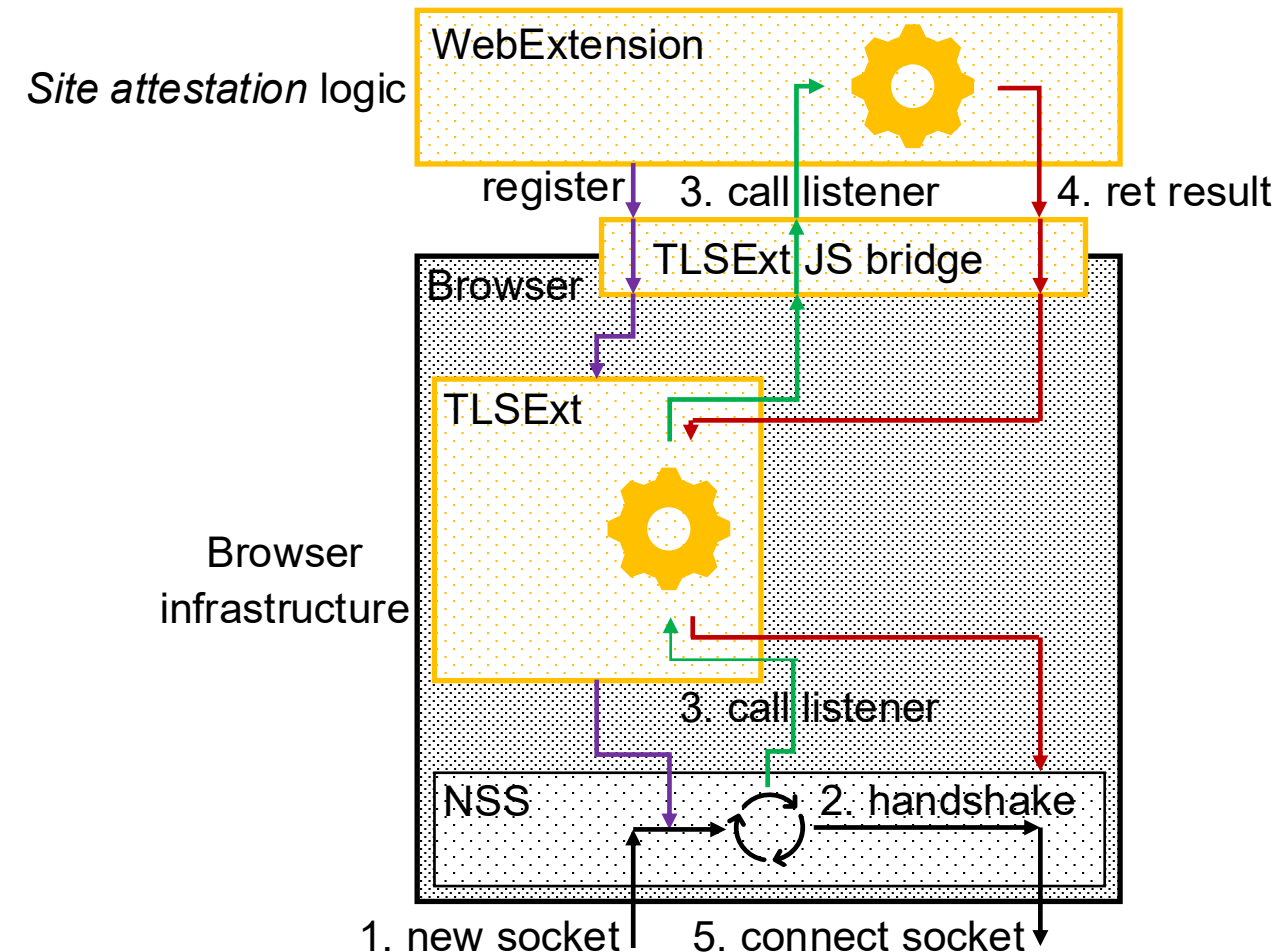 WebExtension
Site attestation logic
register
3. call listener
4. ret result
TLSExt JS bridge
Browser
TLSExt
Browser
infrastructure
3. call listener
NSS
2. handshake
1. new socket
5. connect socket